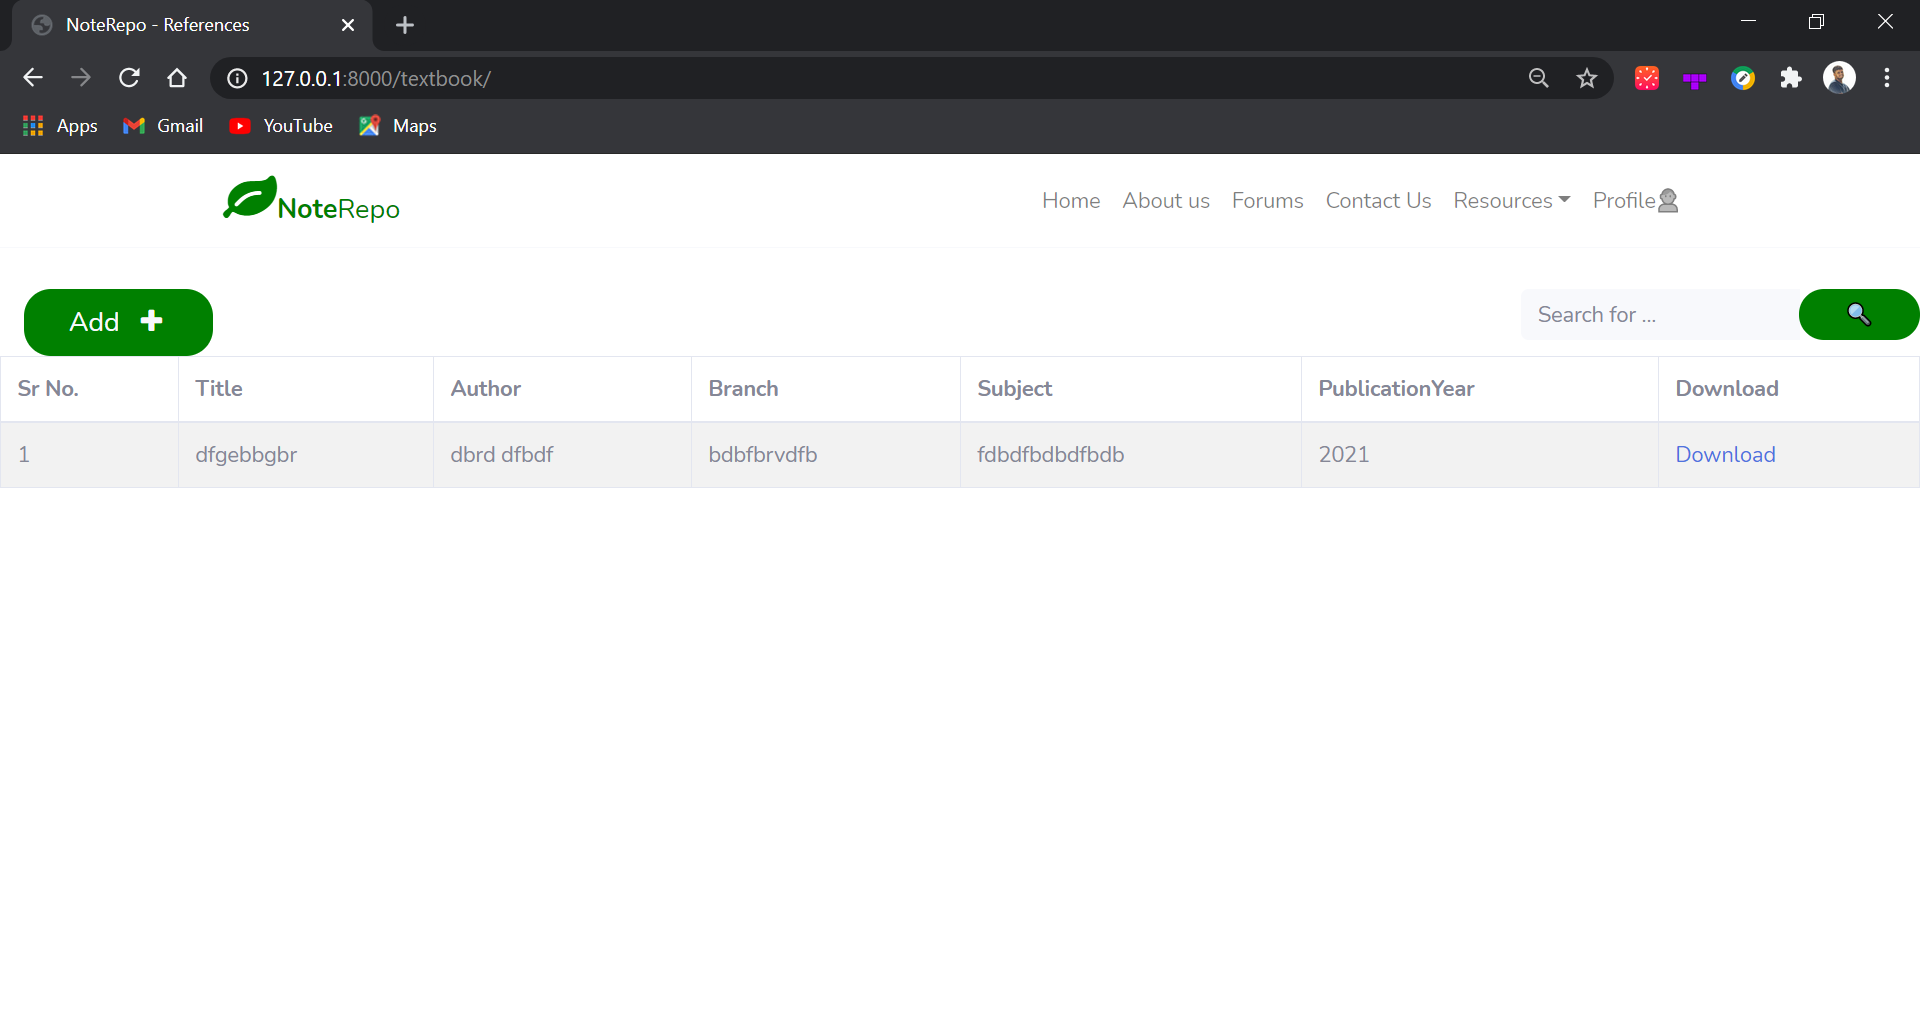 NoteRepo - References
127.0.0.1:8000/textbook/
Apps Gmail YouTube Maps
NoteRepo Home About us Forums Contact Us Resources Profile
Add Search for ...
Sr No. Title Author Branch Subject PublicationYear Download
1 dfgebbgbr dbrd dfbdf bdbfbrvdfb fdbdfbdbdfbdb 2021 Download